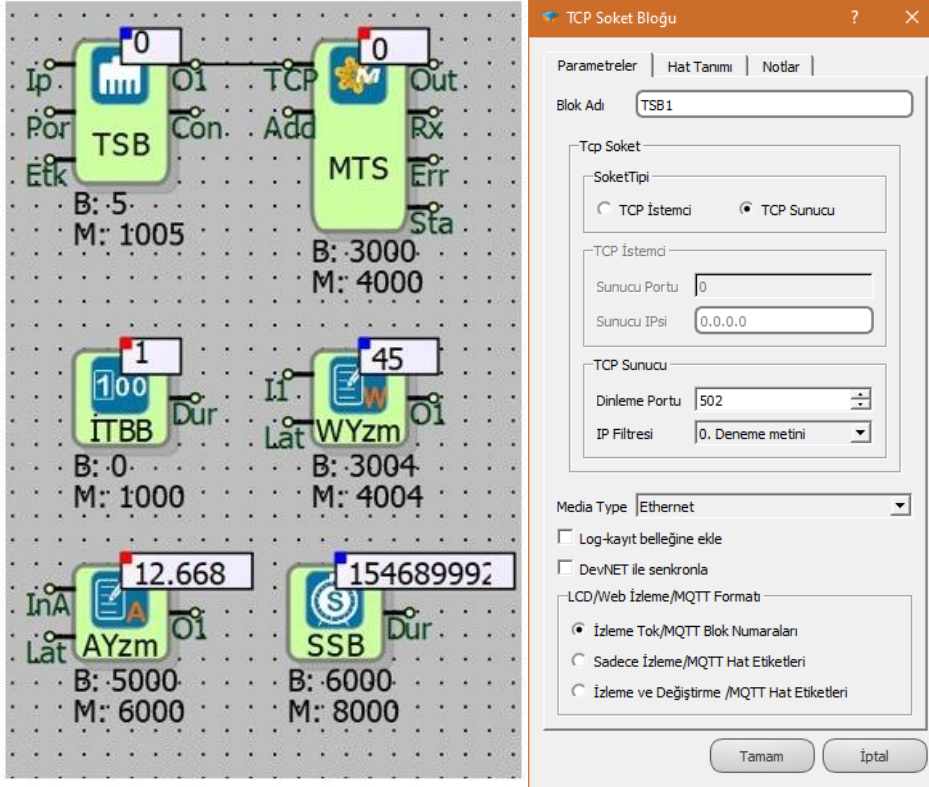 0
Ip
O1
Por
Con
Etk
TSB
B: 5
M: 1005
0
TCP
Out
Add
Rx
MTS
Err
Sta
B: 3000
M: 4000
1
100
Dur
İTBB
B: 0
M: 1000
45
W
I1
O1
Lat
WYzm
B: 3004
M: 4004
12.668
InA
A
O1
Lat
AYzm
B: 5000
M: 6000
154689992
S
Dur
SSB
B: 6000
M: 8000
TCP Soket Bloğu
? ×
Parametreler Hat Tanımı Notlar
Blok Adı TSB1
Tcp Soket
SoketTipi
TCP İstemci TCP Sunucu
TCP İstemci
Sunucu Portu 0
Sunucu IPsi 0.0.0.0
TCP Sunucu
Dinleme Portu 502
IP Filtresi 0. Deneme metini
Media Type Ethernet
Log-kayıt belleğine ekle
DevNET ile senkronla
LCD/Web İzleme/MQTT Formatı
İzleme Tok/MQTT Blok Numaraları
Sadece İzleme/MQTT Hat Etiketleri
İzleme ve Değiştirme /MQTT Hat Etiketleri
Tamam İptal